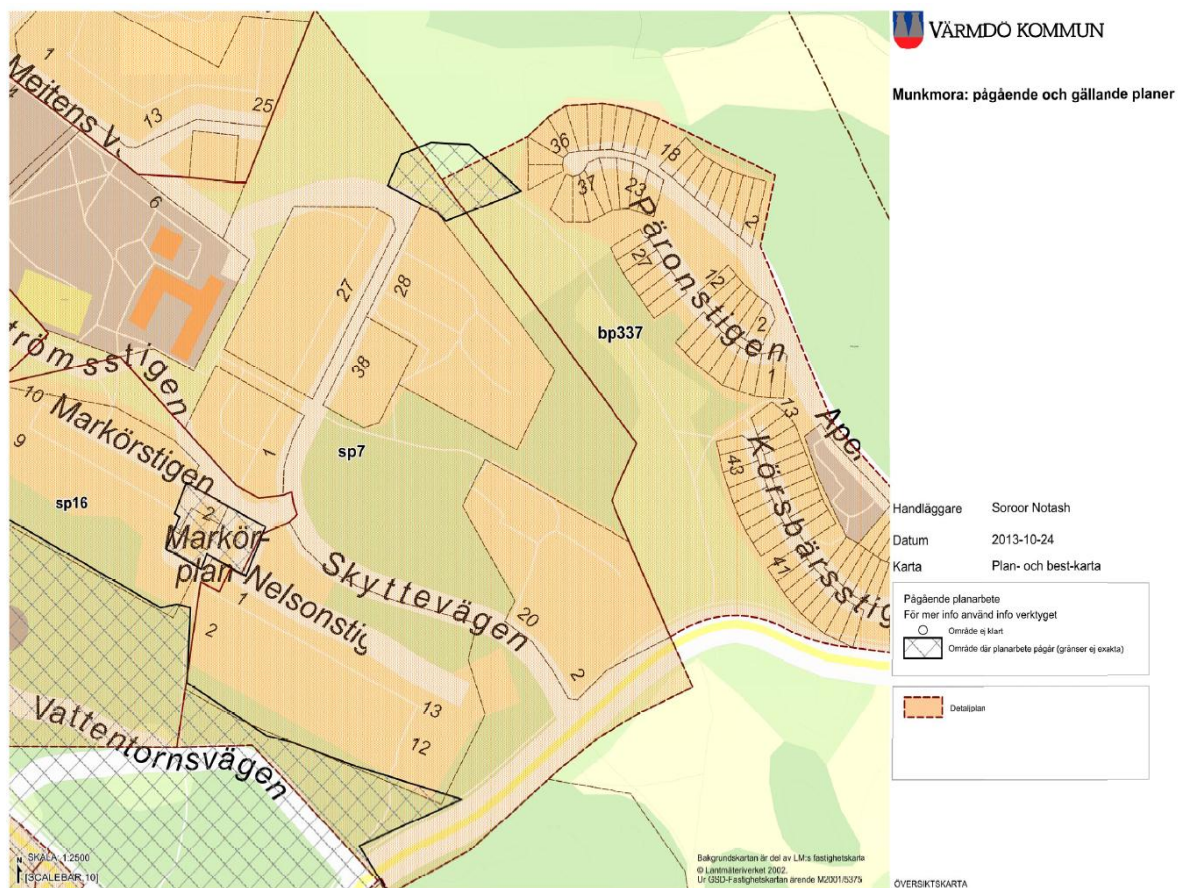 VÄRMDÖ KOMMUN
Munkmora: pågående och gällande planer
1
Meitens V.
13
25
6
36
18
37
23
2
Päronstigen
27
12
2
1
27
28
38
bp337
13
Apel
Körsbärsstig
43
41
trömsstigen
10
Markörstigen
9
1
sp7
sp16
2
Markör-
plan
Nelsonstig
1
2
Skyttevägen
20
2
13
12
Vattentornsvägen
Handläggare Soroor Notash
Datum 2013-10-24
Karta Plan- och best-karta
Pågående planarbete
För mer info använd info verktyget
Område ej klart
Område där planarbete pågår (gränser ej exakta)
Detaljplan
N
SKALA: 1:2500
[SCALEBAR.10]
Bakgrundskartan är del av LM:s fastighetskarta
© Lantmäteriverket 2002.
Ur GSD-Fastighetskartan ärende M2001/5375
ÖVERSIKTSKARTA